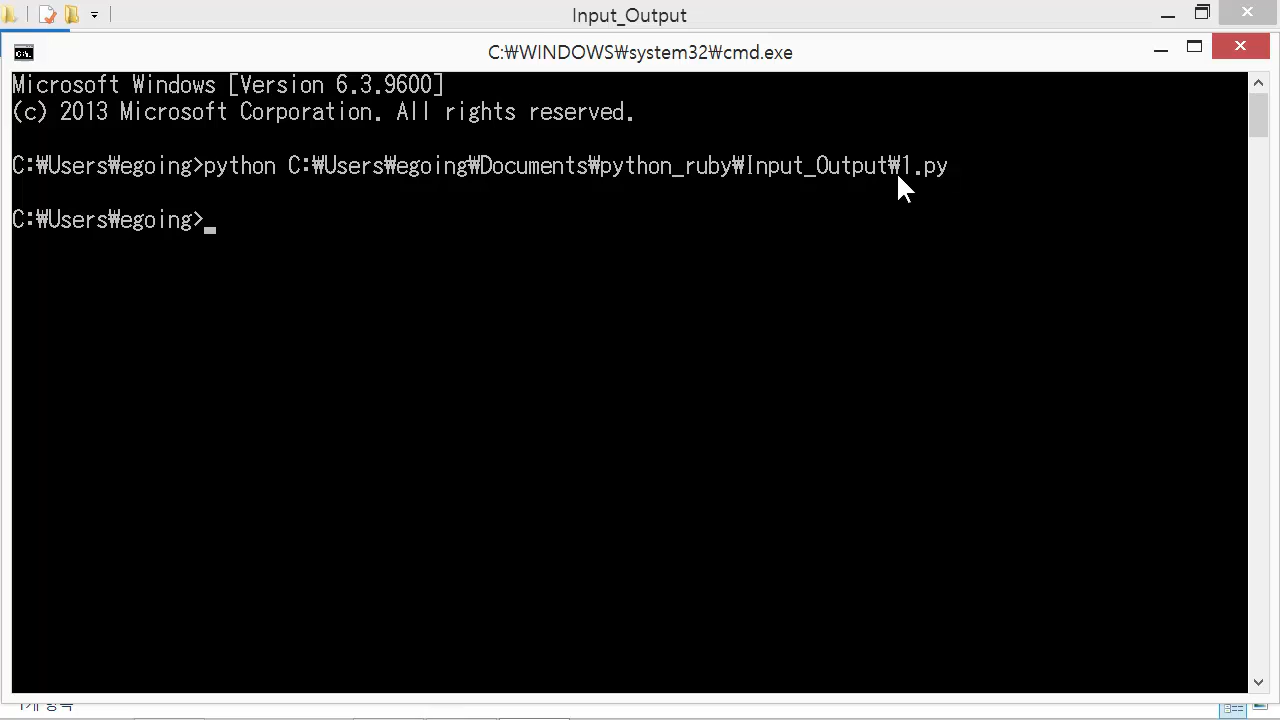 Input_Output
C:₩WINDOWS₩system32₩cmd.exe
Microsoft Windows [Version 6.3.9600]
(c) 2013 Microsoft Corporation. All rights reserved.
C:₩Users₩egoing>python C:₩Users₩egoing₩Documents₩python_ruby₩Input_Output₩1.py
C:₩Users₩egoing>